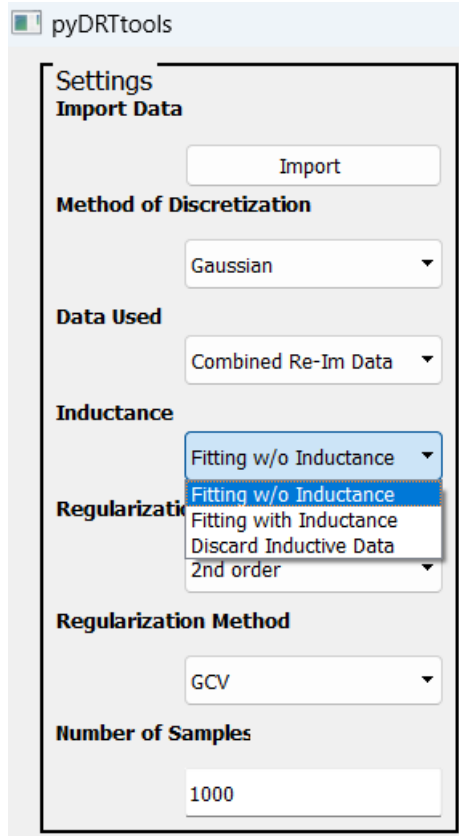 pyDRTtools
Settings
Import Data
Import
Method of Discretization
Gaussian
Data Used
Combined Re-Im Data
Inductance
Fitting w/o Inductance
Fitting w/o Inductance
Fitting with Inductance
Discard Inductive Data
2nd order
Regularization Method
GCV
Number of Samples
1000